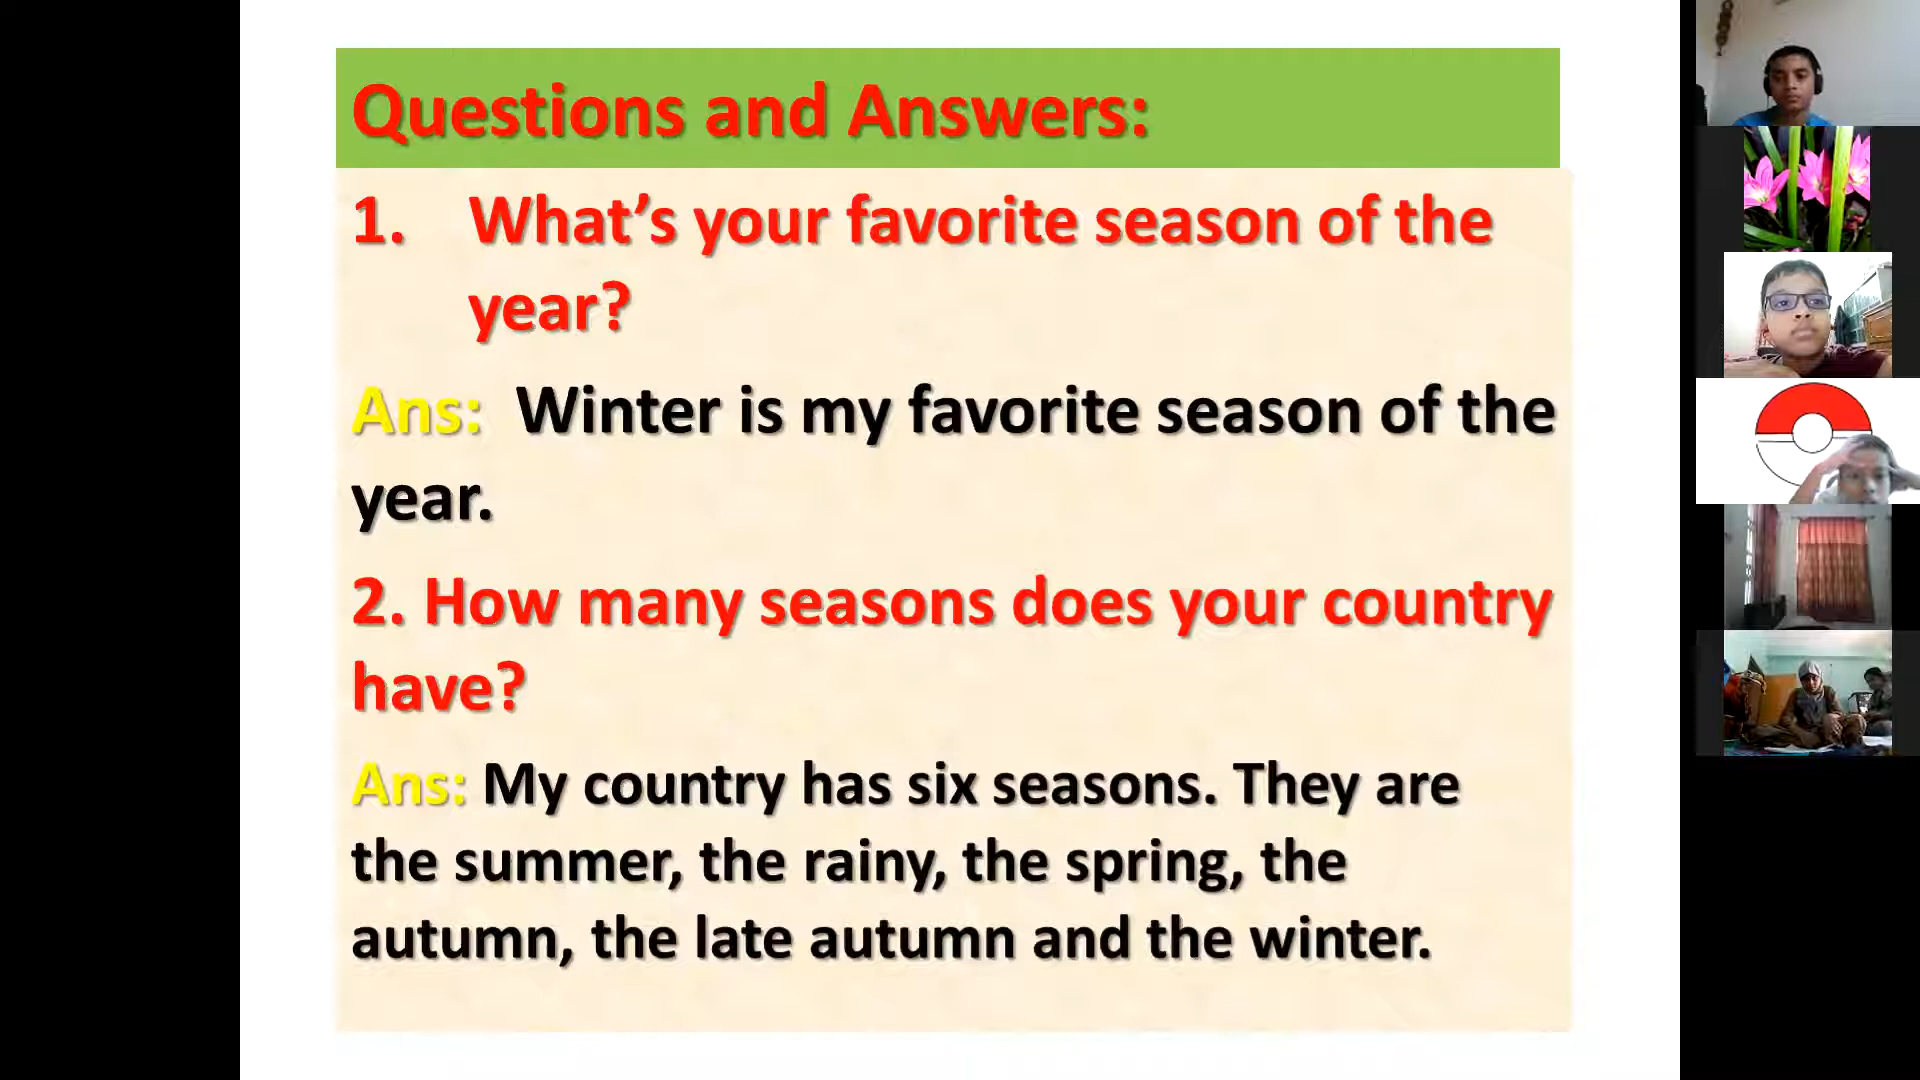 Questions and Answers:
1. What’s your favorite season of the
year?
Ans: Winter is my favorite season of the
year.
2. How many seasons does your country
have?
Ans: My country has six seasons. They are
the summer, the rainy, the spring, the
autumn, the late autumn and the winter.